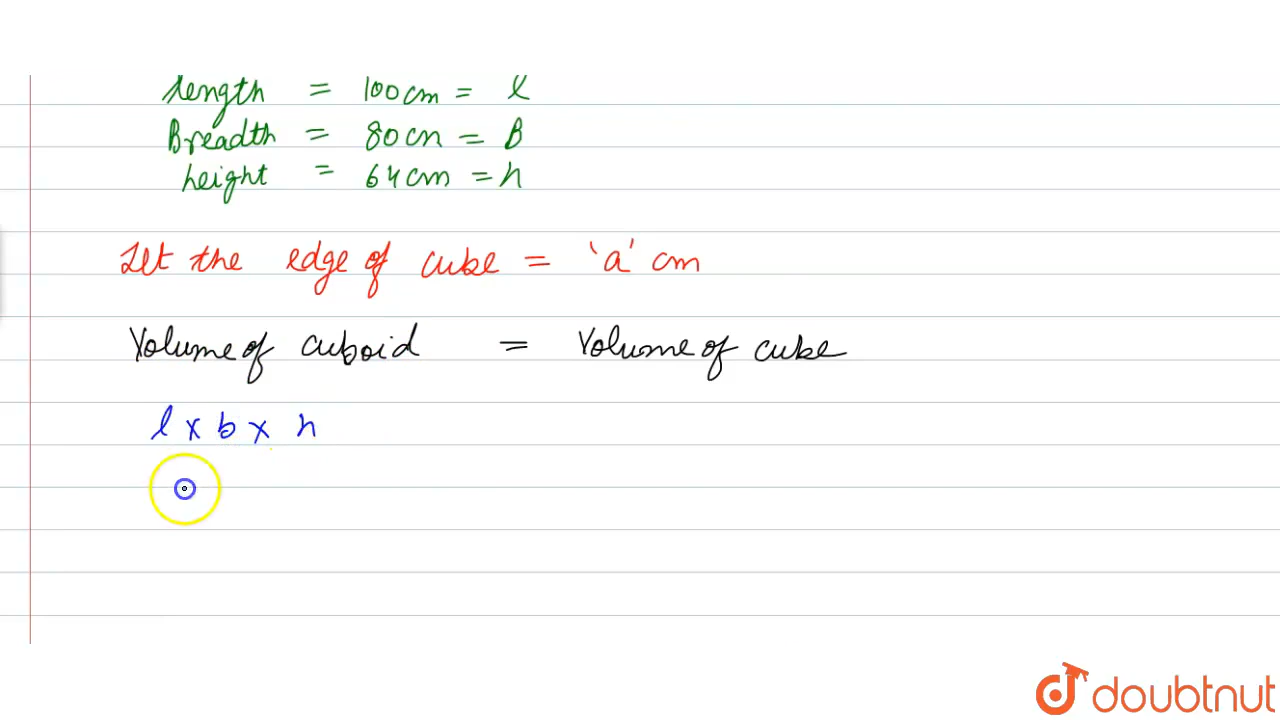 length = 100cm = l
Breadth = 80cm = B
height = 64cm = h
Let the edge of cube = 'a' cm
Volume of cuboid = Volume of cube
l x b x h
doubtnut